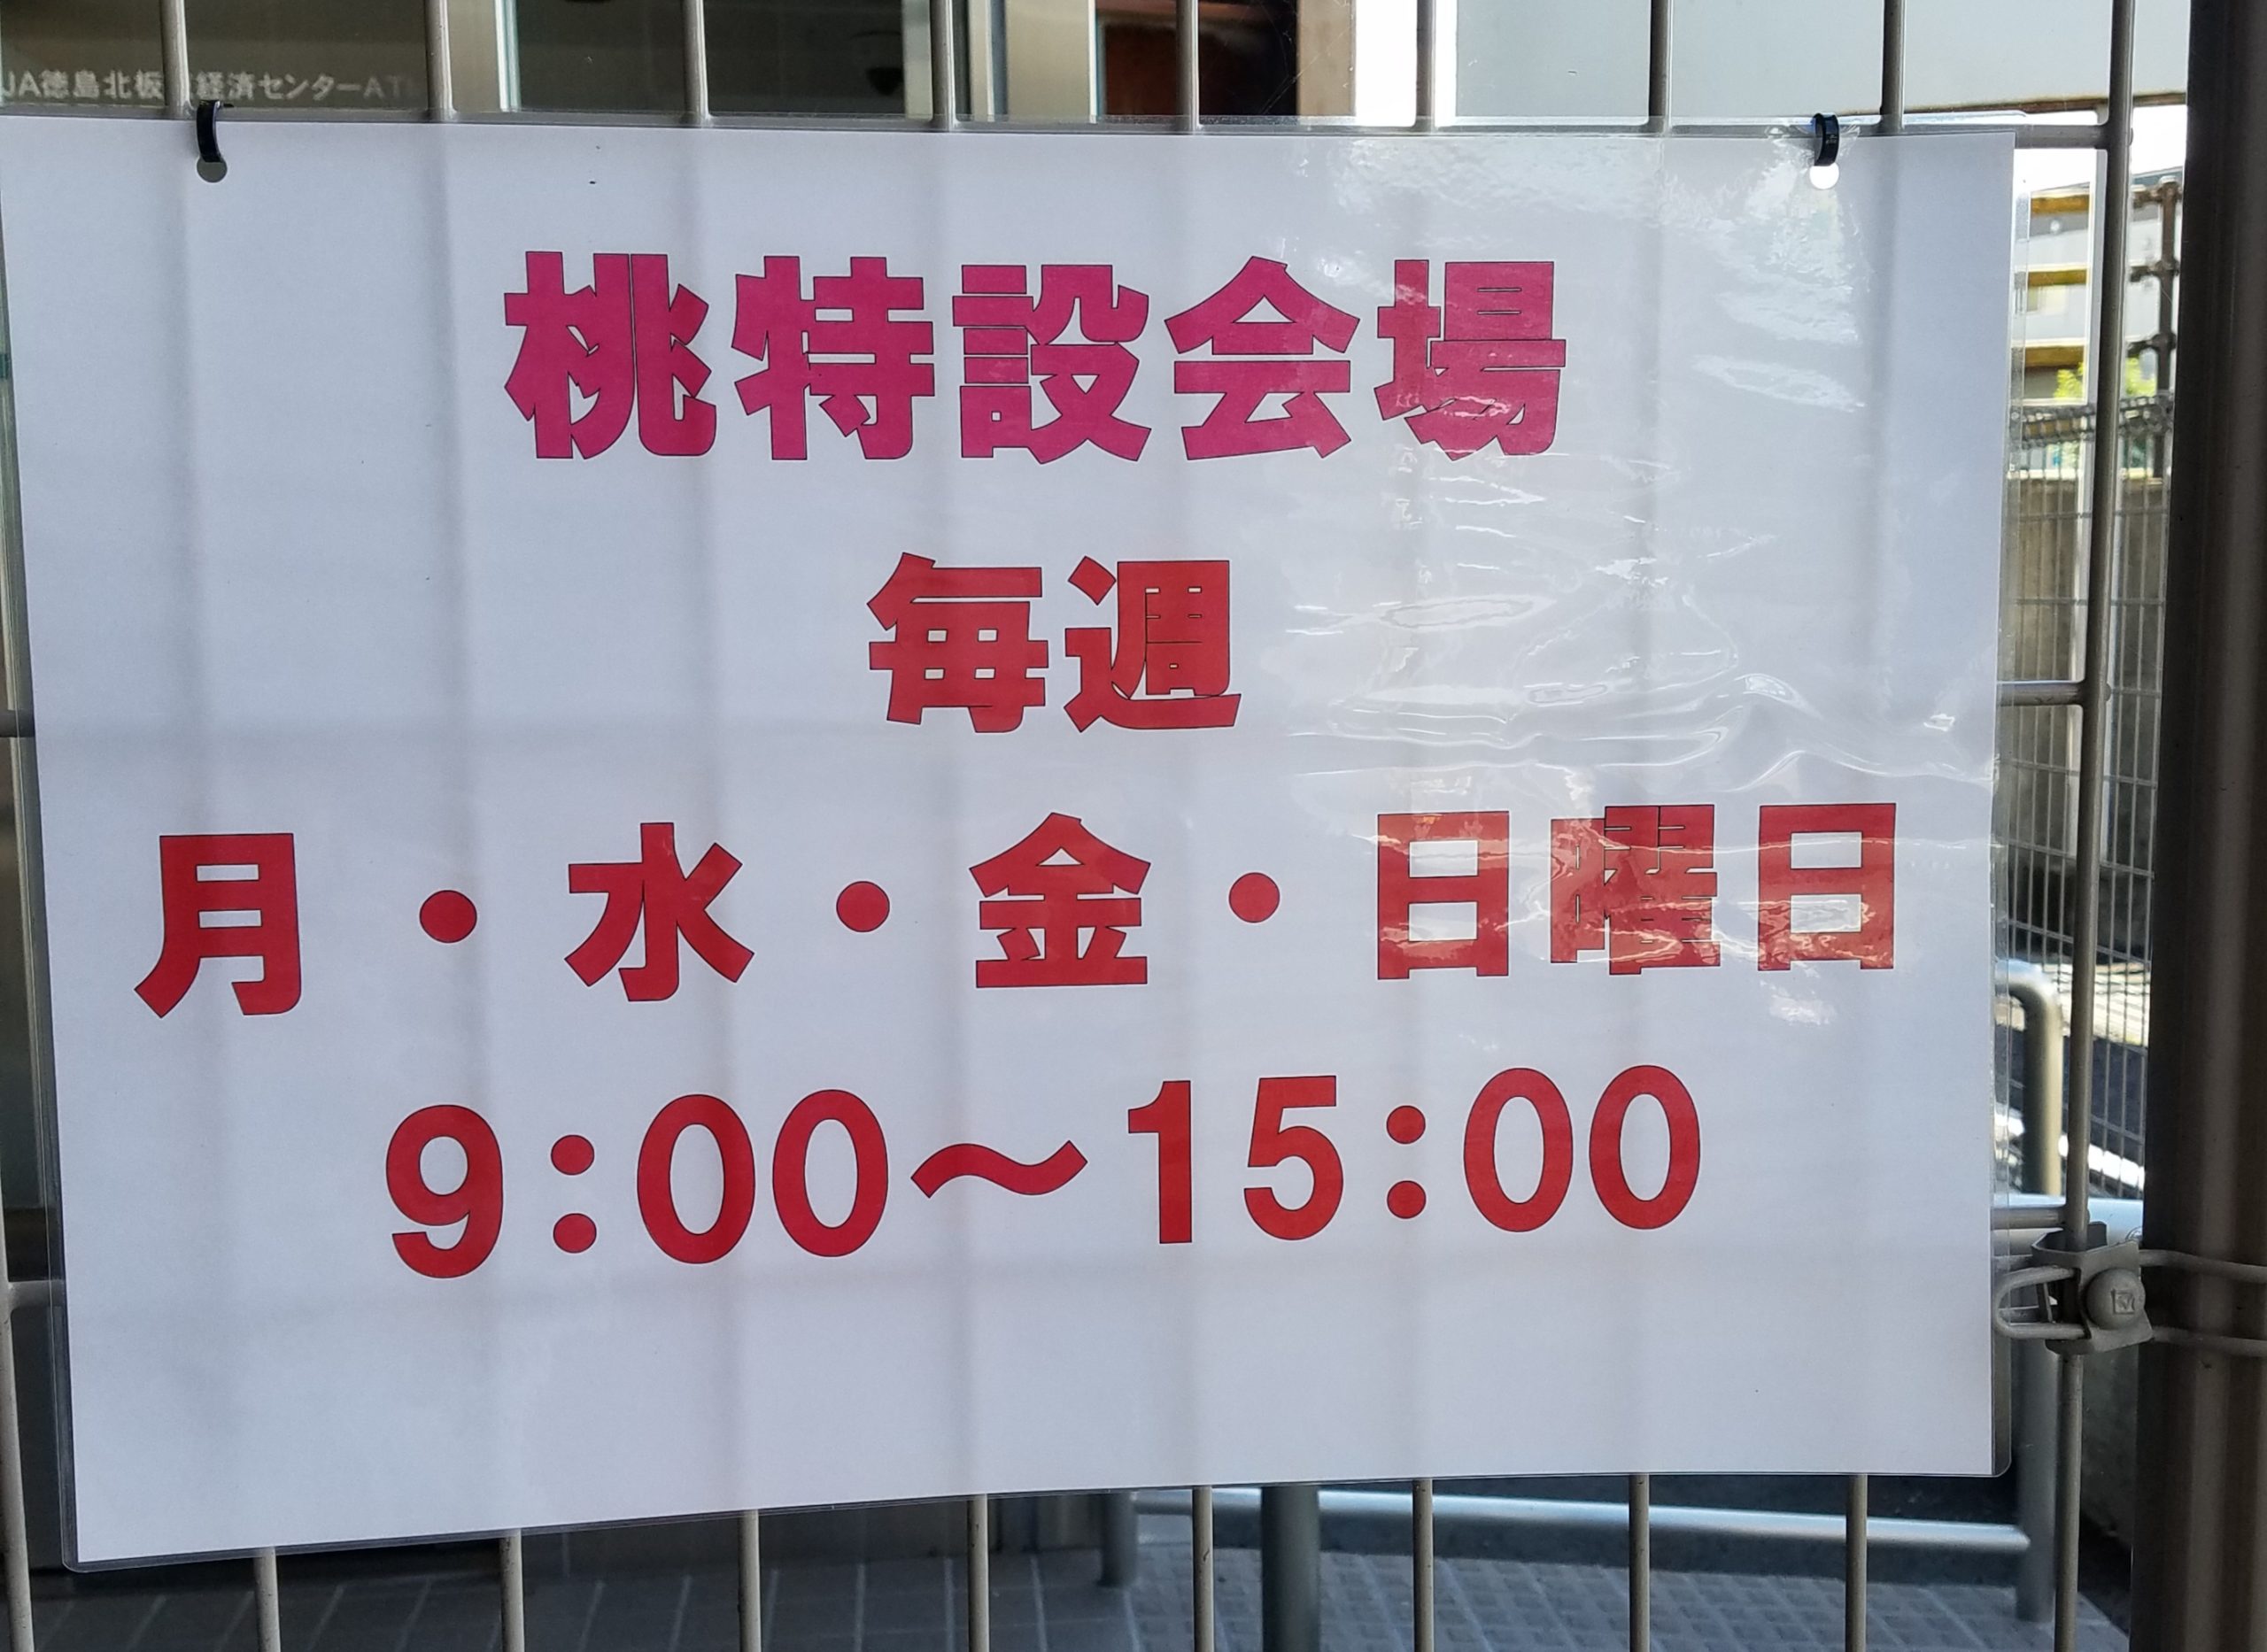 JA徳島北板 経済センターAT
桃特設会場
毎週
月・水・金・日曜日
9:00～15:00